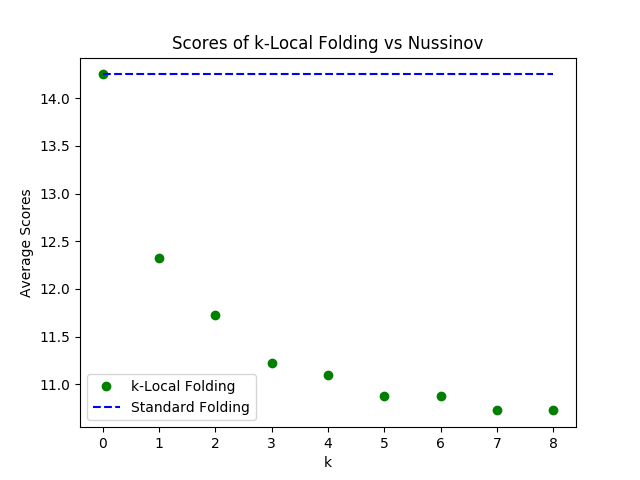 Scores of k-Local Folding vs Nussinov
Average Scores
14.0
13.5
13.0
12.5
12.0
11.5
11.0
k-Local Folding
Standard Folding
0 1 2 3 4 5 6 7 8
k